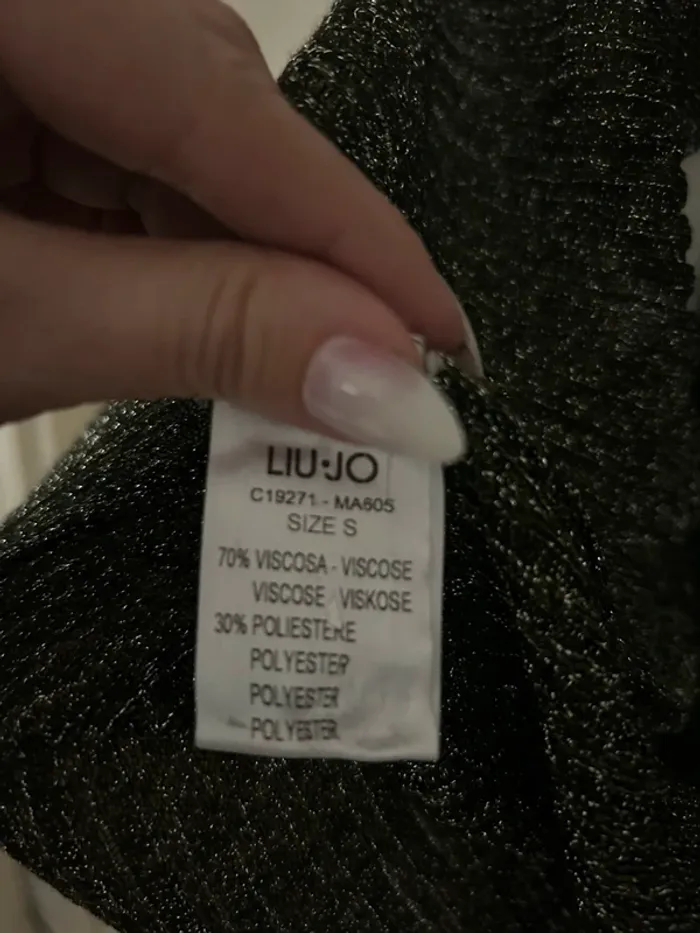 LIU·JO
C19271 - MA605
SIZE S
70% VISCOSA - VISCOSE
VISCOSE VISKOSE
30% POLIESTERE
POLYESTER
POLYESTER
POLYESTER